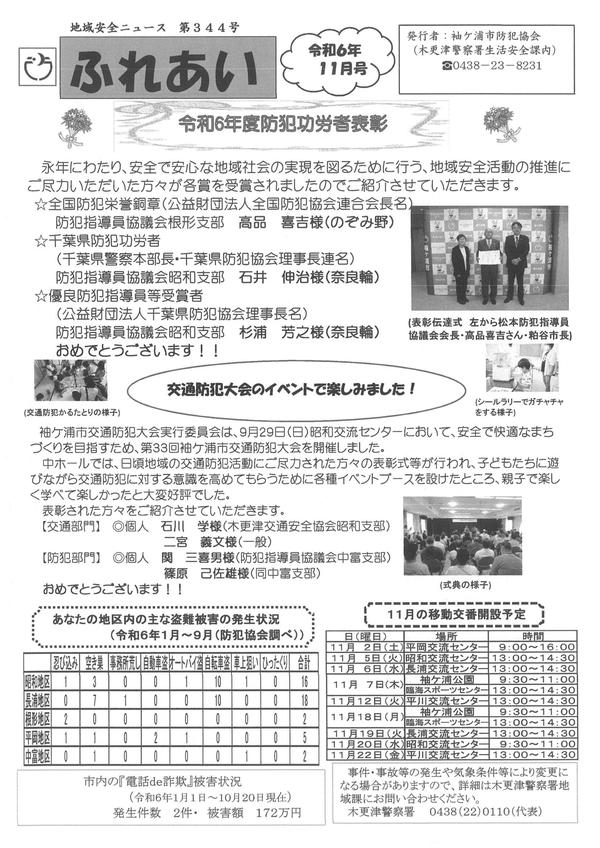 地域安全ニュース　第３４４号
ふれあい
令和６年
１１月号
発行者：袖ケ浦市防犯協会
（木更津警察署生活安全課内）
☎0438－23－8231
令和6年度防犯功労者表彰
永年にわたり、安全で安心な地域社会の実現を図るために行う、地域安全活動の推進に
ご尽力いただいた方々が各賞を受賞されましたのでご紹介させていただきます。
☆全国防犯栄誉銅章（公益財団法人全国防犯協会連合会長名）
防犯指導員協議会根形支部　高品　喜吉様（のぞみ野）
☆千葉県防犯功労者
（千葉県警察本部長・千葉県防犯協会理事長連名）
防犯指導員協議会昭和支部　石井　伸治様（奈良輪）
☆優良防犯指導員等受賞者
（公益財団法人千葉県防犯協会理事長名）
防犯指導員協議会昭和支部　杉浦　芳之様（奈良輪）
おめでとうございます！！
（表彰伝達式　左から松本防犯指導員
協議会会長・高品喜吉さん・粕谷市長）
（交通防犯かるたとりの様子）
交通防犯大会のイベントで楽しみました！
（シールラリーでガチャチャ
をする様子）
袖ケ浦市交通防犯大会実行委員会は、9月29日（日）昭和交流センターにおいて、安全で快適なまち
づくりを目指すため、第33回袖ケ浦市交通防犯大会を開催しました。
中ホールでは、日頃地域の交通防犯活動にご尽力された方々の表彰式等が行われ、子どもたちに遊
びながら交通防犯に対する意識を高めてもらうために各種イベントブースを設けたところ、親子で楽し
く学べて楽しかったと大変好評でした。
表彰された方々をご紹介させていただきます。
【交通部門】　◎個人　石川　学様（木更津交通安全協会昭和支部）
二宮　義文様（一般）
【防犯部門】　◎個人　関　三喜男様（防犯指導員協議会中富支部）
篠原　己佐雄様（同中富支部）
おめでとうございます！！
（式典の様子）
あなたの地区内の主な盗難被害の発生状況
（令和6年1月～9月（防犯協会調べ））
忍び込み 空き巣 事務所荒し 自動車盗 オートバイ盗 自転車盗 車上狙い ひったくり 合計
昭和地区 1 3 0 0 1 10 1 0 16
長浦地区 0 7 1 0 0 10 0 0 18
根形地区 2 0 0 0 0 0 0 0 2
平岡地区 1 1 0 2 1 0 0 0 5
中富地区 0 0 0 0 0 1 0 2
市内の『電話de詐欺』被害状況
（令和6年1月1日～10月20日現在）
発生件数　2件・　被害額　172万円
１１月の移動交番開設予定
日（曜日） 場所 時間
11月　2日（土） 平岡交流センター 9:00～16:00
11月　5日（火） 昭和交流センター 13:00～14:30
11月　6日（水） 長浦交流センター 13:00～14:30
11月　7日（木） 袖ケ浦公園 9:30～11:00
臨海スポーツセンター 13:00～14:30
11月12日（火） 平川交流センター 13:00～14:30
11月18日（月） 袖ケ浦公園 9:30～11:00
臨海スポーツセンター 13:00～14:30
11月19日（火） 長浦交流センター 13:00～14:30
11月20日（水） 昭和交流センター 9:30～11:00
11月22日（金） 平川交流センター 13:00～14:30
事件・事故等の発生や気象条件等により変更に
なる場合がありますので、詳細は木更津警察署地
域課にお問い合わせください。
木更津警察署　0438（22）0110（代表）